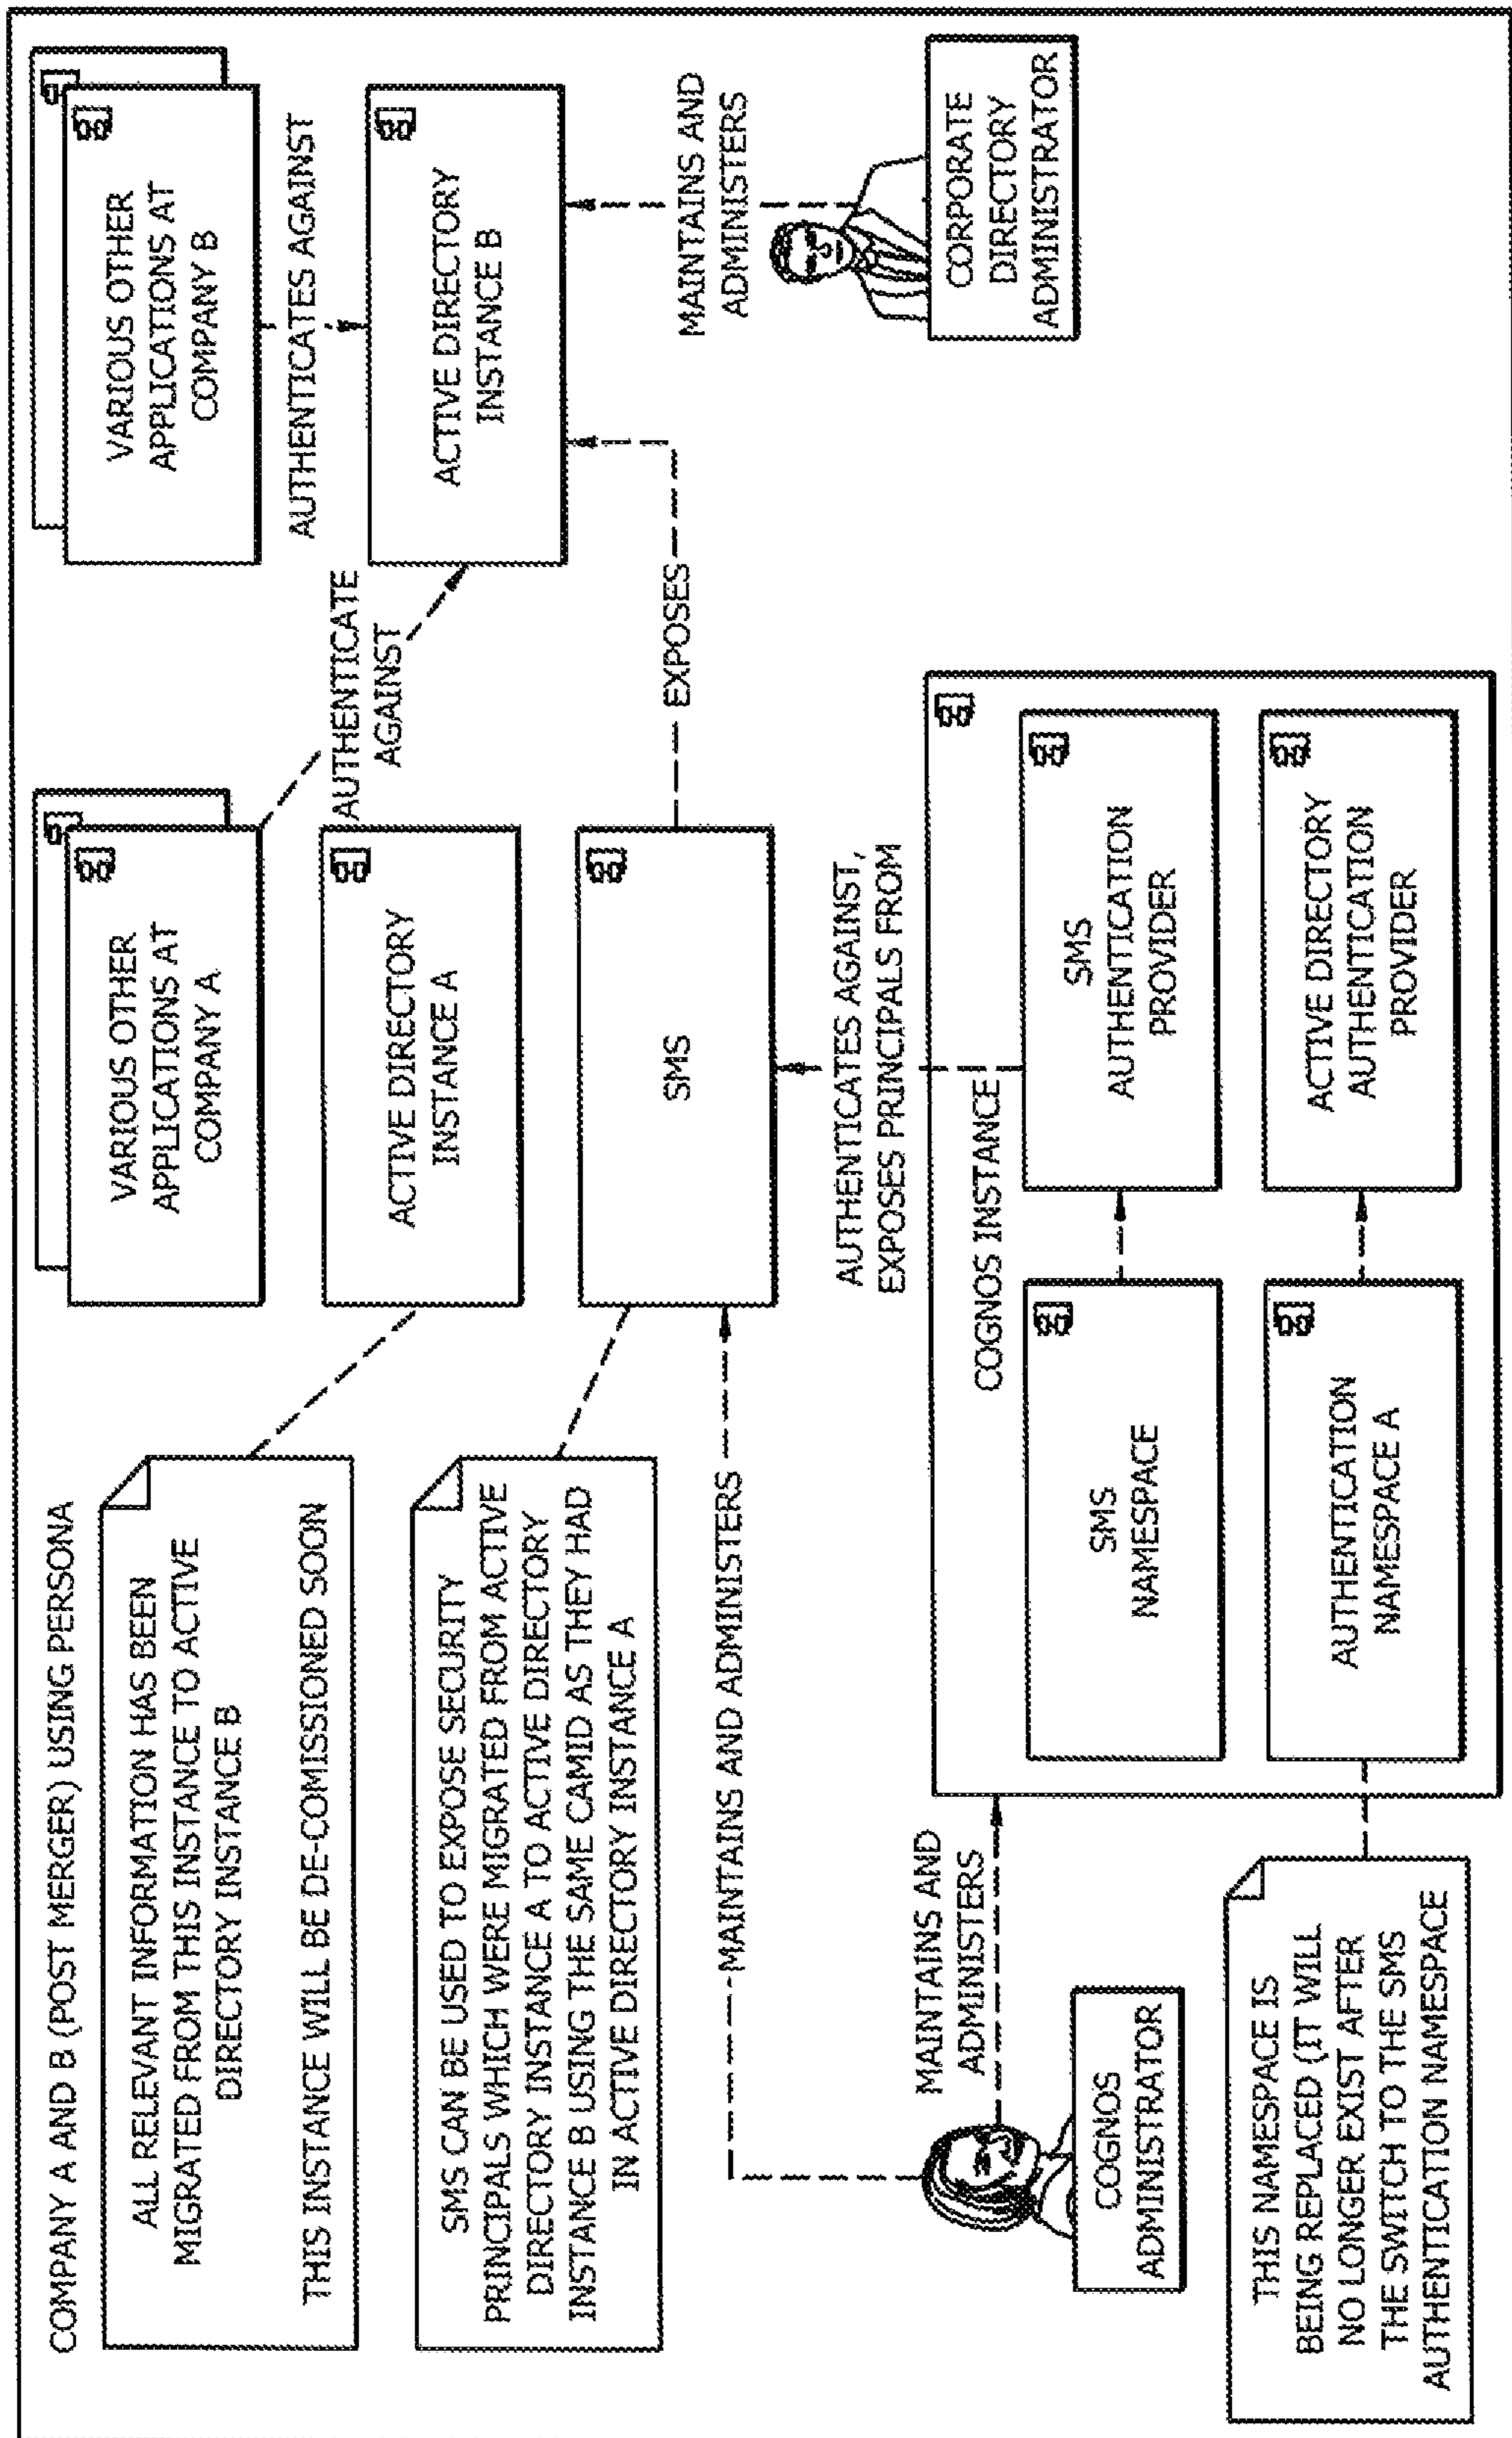 COMPANY A AND B (POST MERGER) USING PERSONA
ALL RELEVANT INFORMATION HAS BEEN
MIGRATED FROM THIS INSTANCE TO ACTIVE
DIRECTORY INSTANCE B
THIS INSTANCE WILL BE DE-COMISSIONED SOON
SMS CAN BE USED TO EXPOSE SECURITY
PRINCIPALS WHICH WERE MIGRATED FROM ACTIVE
DIRECTORY INSTANCE A TO ACTIVE DIRECTORY
INSTANCE B USING THE SAME CAMID AS THEY HAD
IN ACTIVE DIRECTORY INSTANCE A
VARIOUS OTHER
APPLICATIONS AT
COMPANY A
ACTIVE DIRECTORY
INSTANCE A
SMS
VARIOUS OTHER
APPLICATIONS AT
COMPANY B
AUTHENTICATES AGAINST
AUTHENTICATE
AGAINST
ACTIVE DIRECTORY
INSTANCE B
EXPOSES
MAINTAINS AND
ADMINISTERS
CORPORATE
DIRECTORY
ADMINISTRATOR
MAINTAINS AND ADMINISTERS
AUTHENTICATES AGAINST,
EXPOSES PRINCIPALS FROM
MAINTAINS AND
ADMINISTERS
COGNOS
ADMINISTRATOR
COGNOS INSTANCE
SMS
NAMESPACE
SMS
AUTHENTICATION
PROVIDER
AUTHENTICATION
NAMESPACE A
ACTIVE DIRECTORY
AUTHENTICATION
PROVIDER
THIS NAMESPACE IS
BEING REPLACED (IT WILL
NO LONGER EXIST AFTER
THE SWITCH TO THE SMS
AUTHENTICATION NAMESPACE